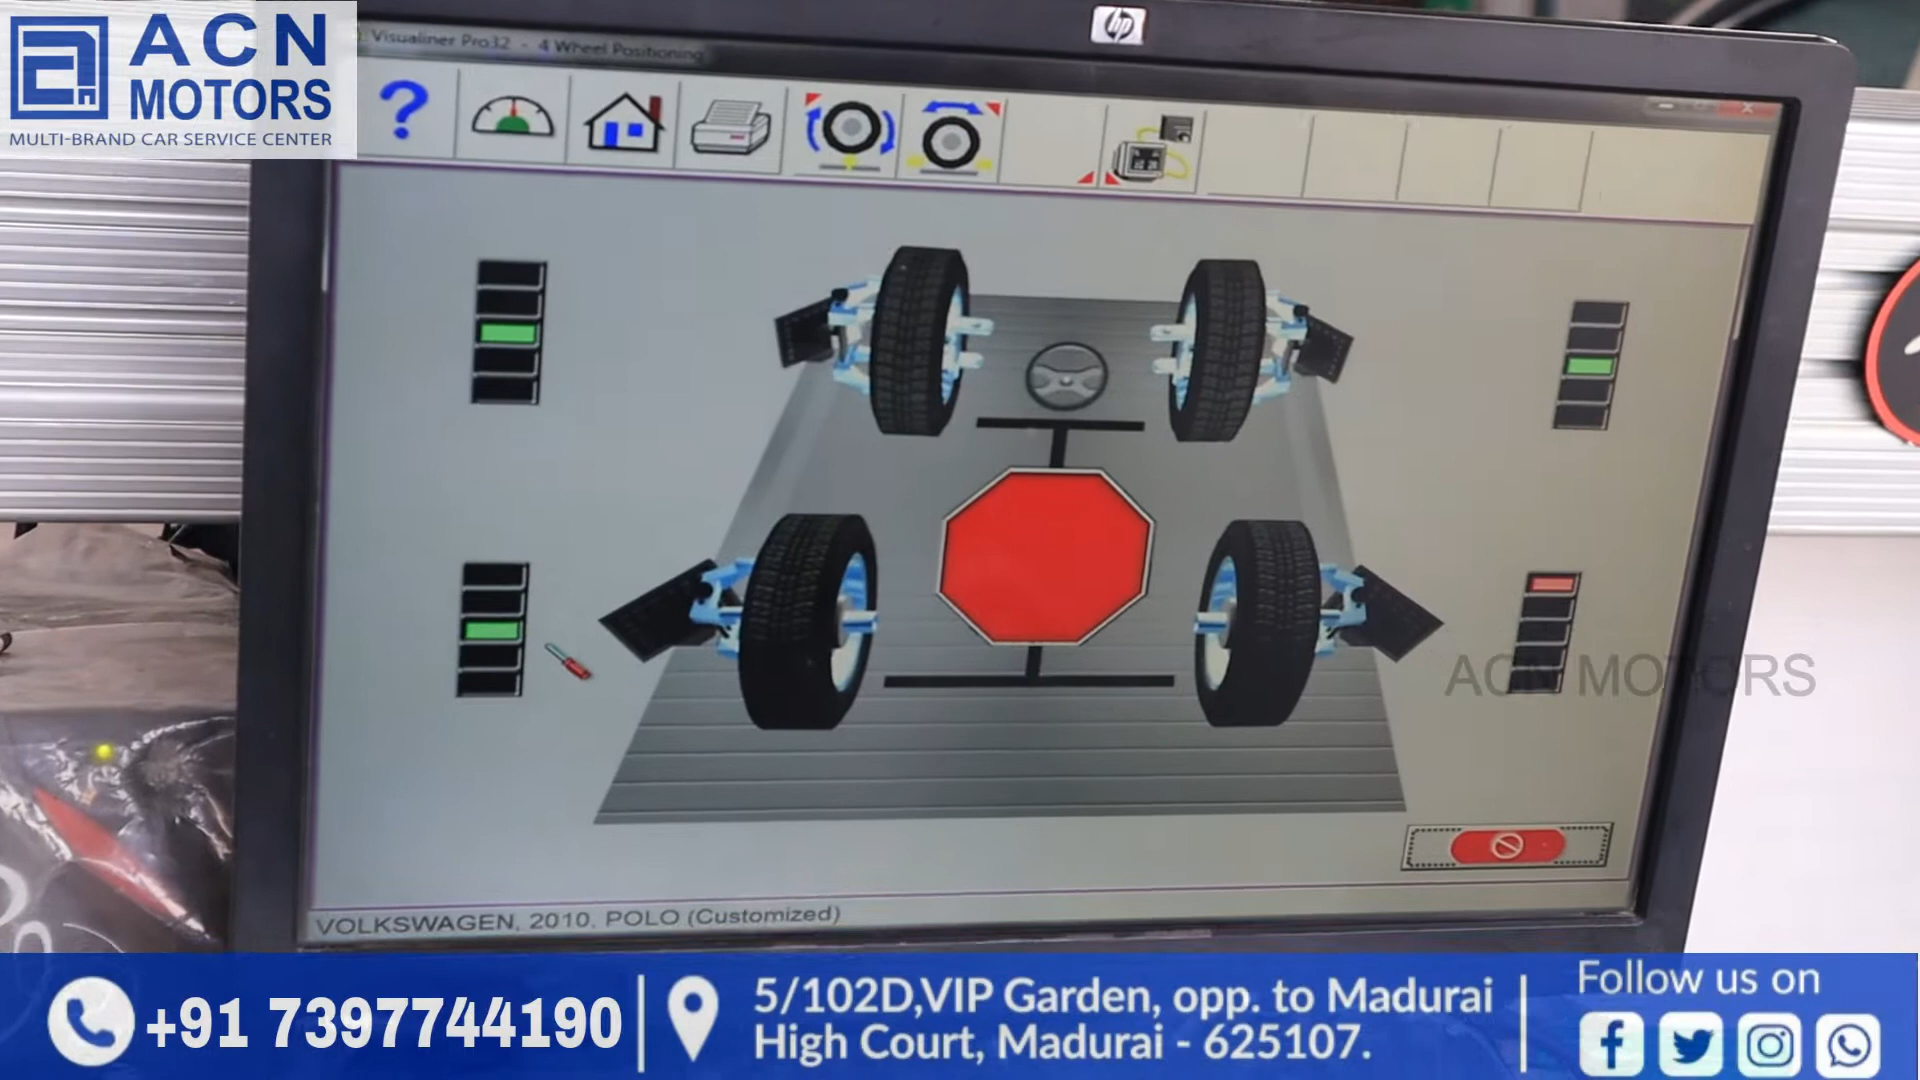 ACN
MOTORS
MULTI-BRAND CAR SERVICE CENTER
Visualiner Pro32 - 4 Wheel Positioning
hp
?
ACN MOTORS
VOLKSWAGEN, 2010, POLO (Customized)
+91 7397744190
5/102D,VIP Garden, opp. to Madurai
High Court, Madurai - 625107.
Follow us on